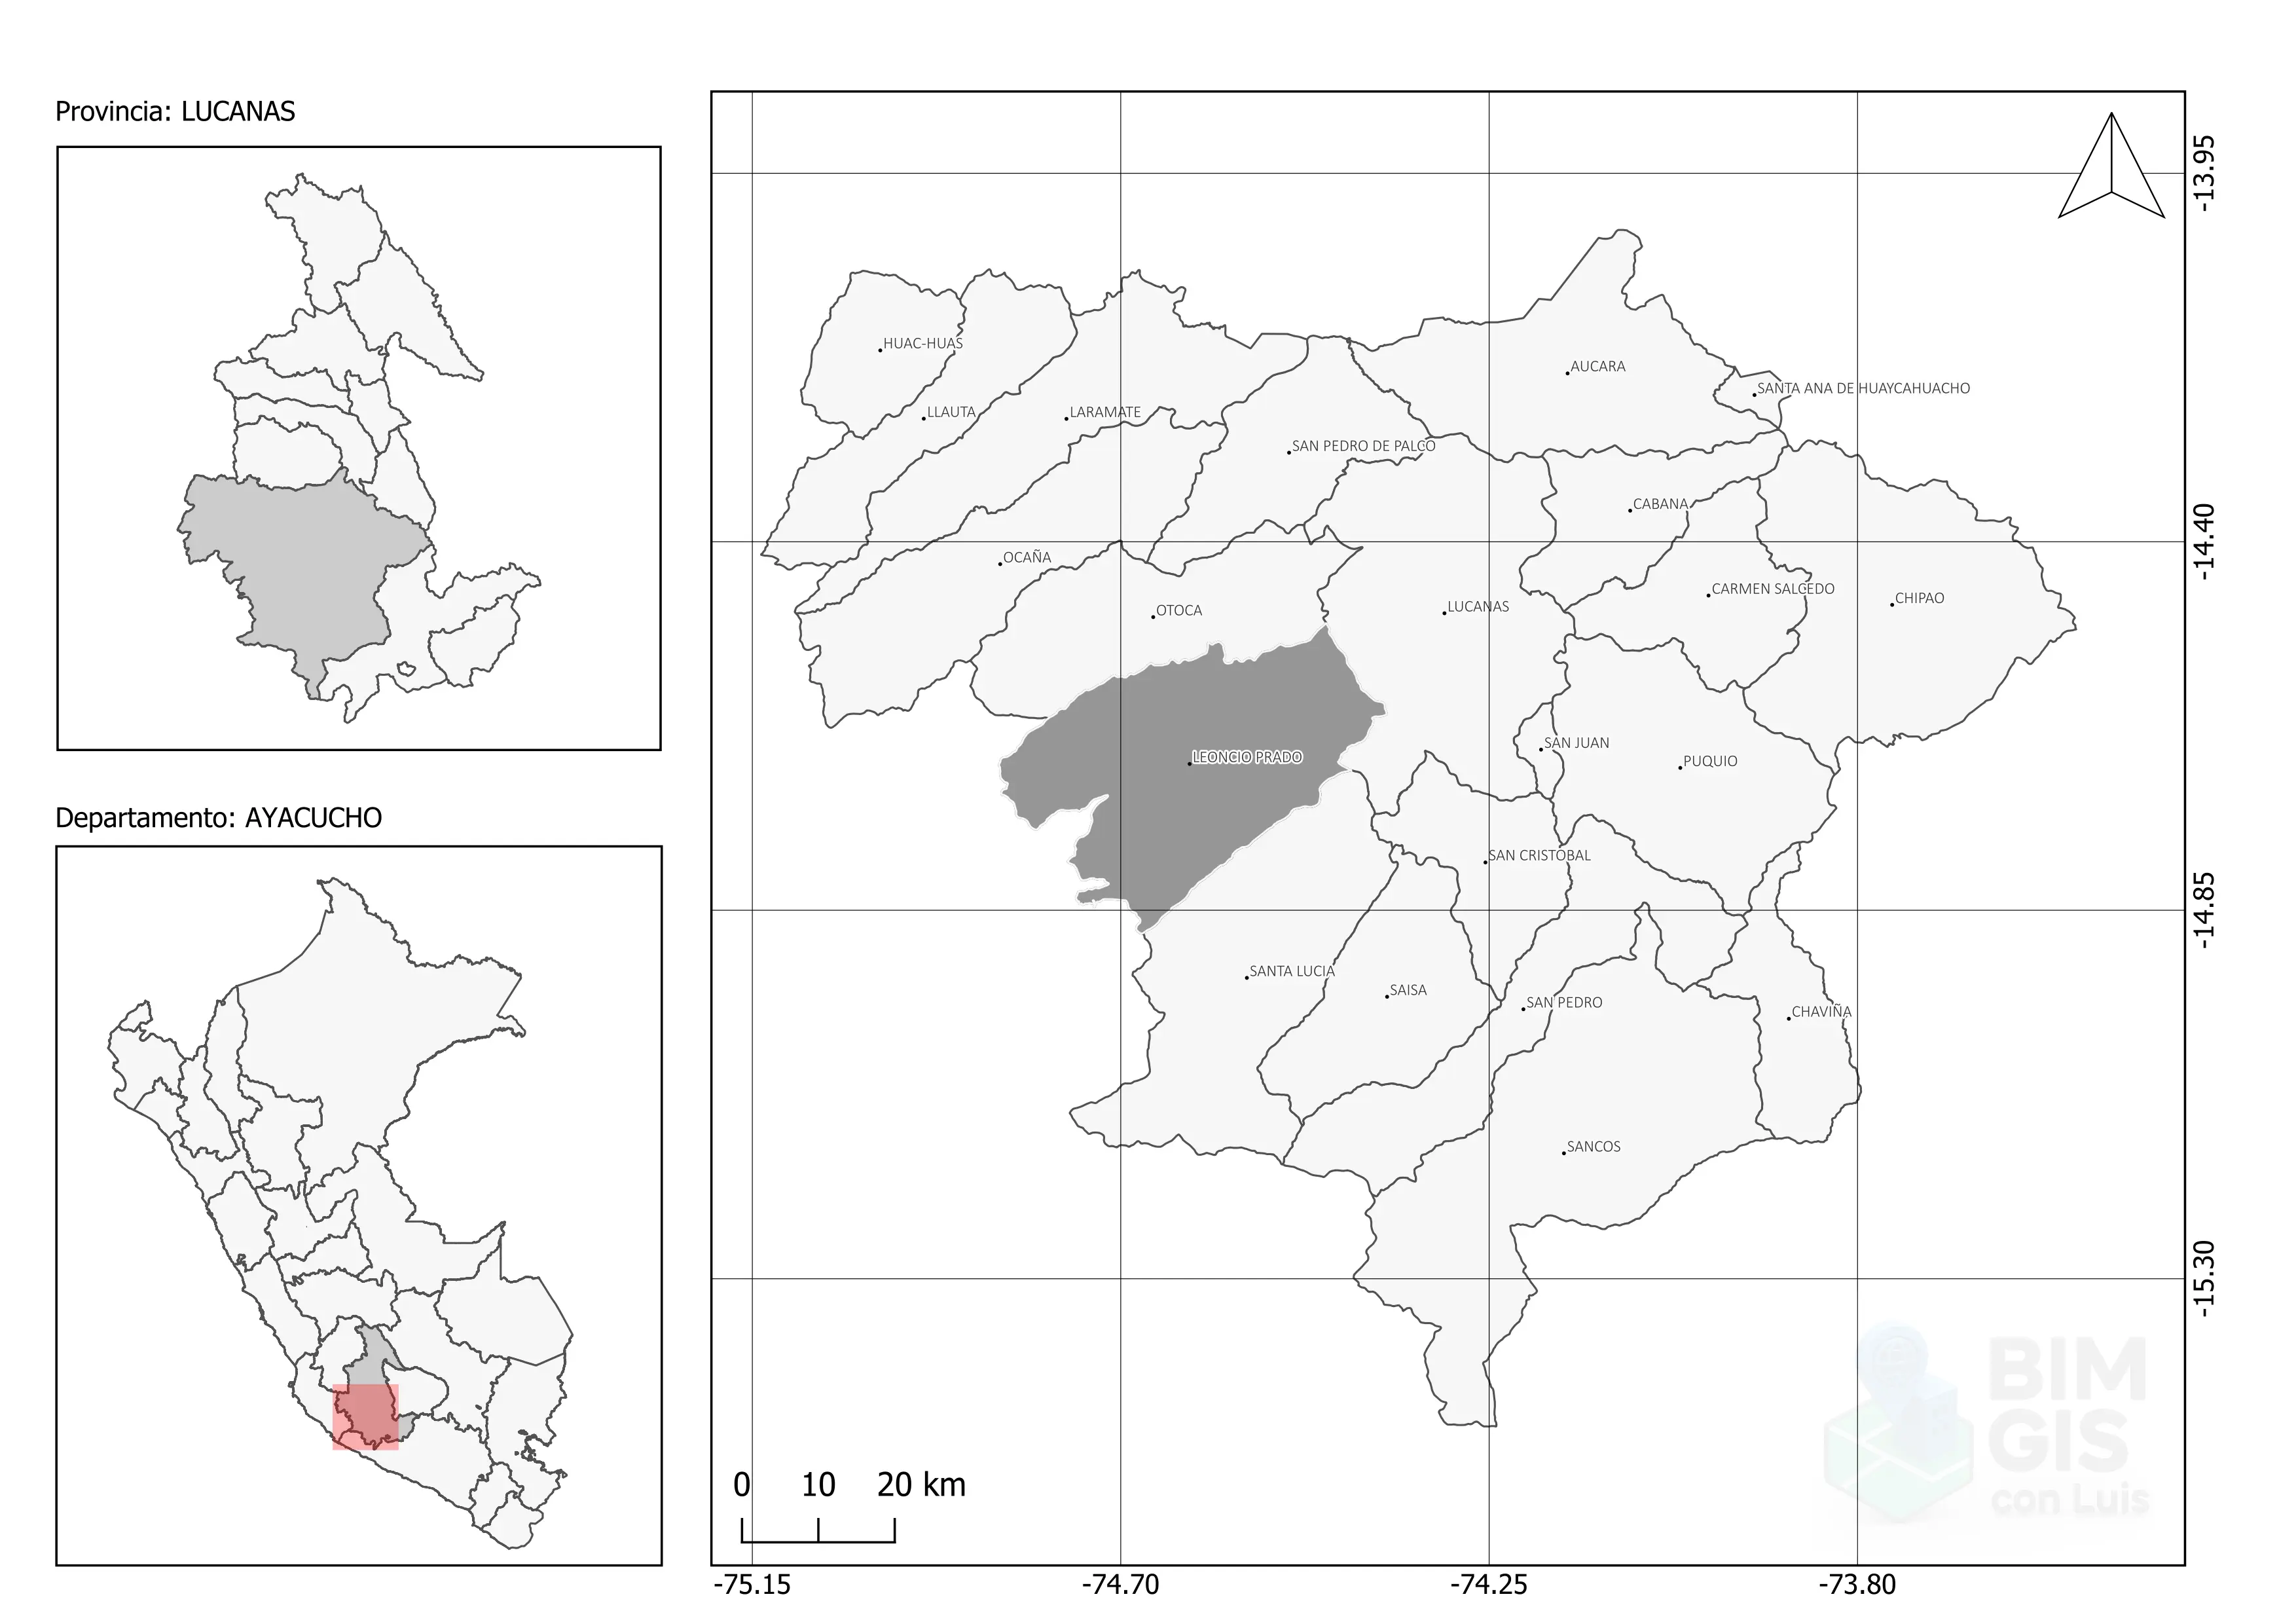 Provincia: LUCANAS
Departamento: AYACUCHO
HUAC-HUAS
AUCARA
SANTA ANA DE HUAYCAHUACHO
LLAUTA
LARAMATE
SAN PEDRO DE PALCO
CABANA
OCAÑA
CARMEN SALCEDO
CHIPAO
OTOCA
LUCANAS
SAN JUAN
LEONCIO PRADO
PUQUIO
SAN CRISTOBAL
SANTA LUCIA
SAISA
SAN PEDRO
CHAVIÑA
SANCOS
-13.95
-14.40
-14.85
-15.30
0 10 20 km
-75.15 -74.70 -74.25 -73.80
BIM
GIS
con Luis